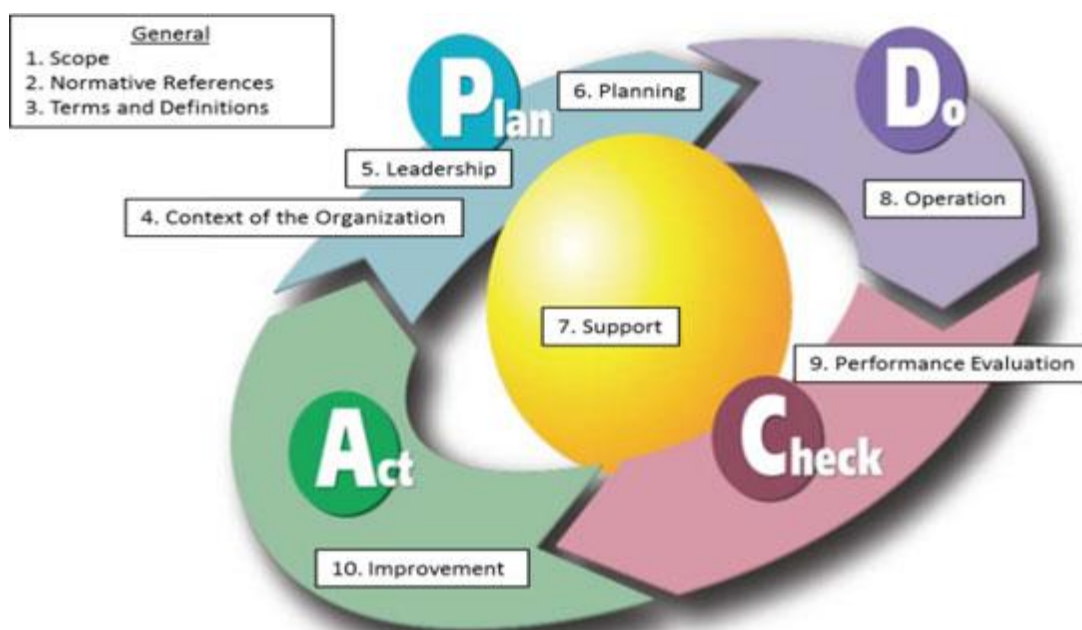 General
1. Scope
2. Normative References
3. Terms and Definitions
Plan
6. Planning
Do
5. Leadership
4. Context of the Organization
8. Operation
7. Support
9. Performance Evaluation
Act
Check
10. Improvement